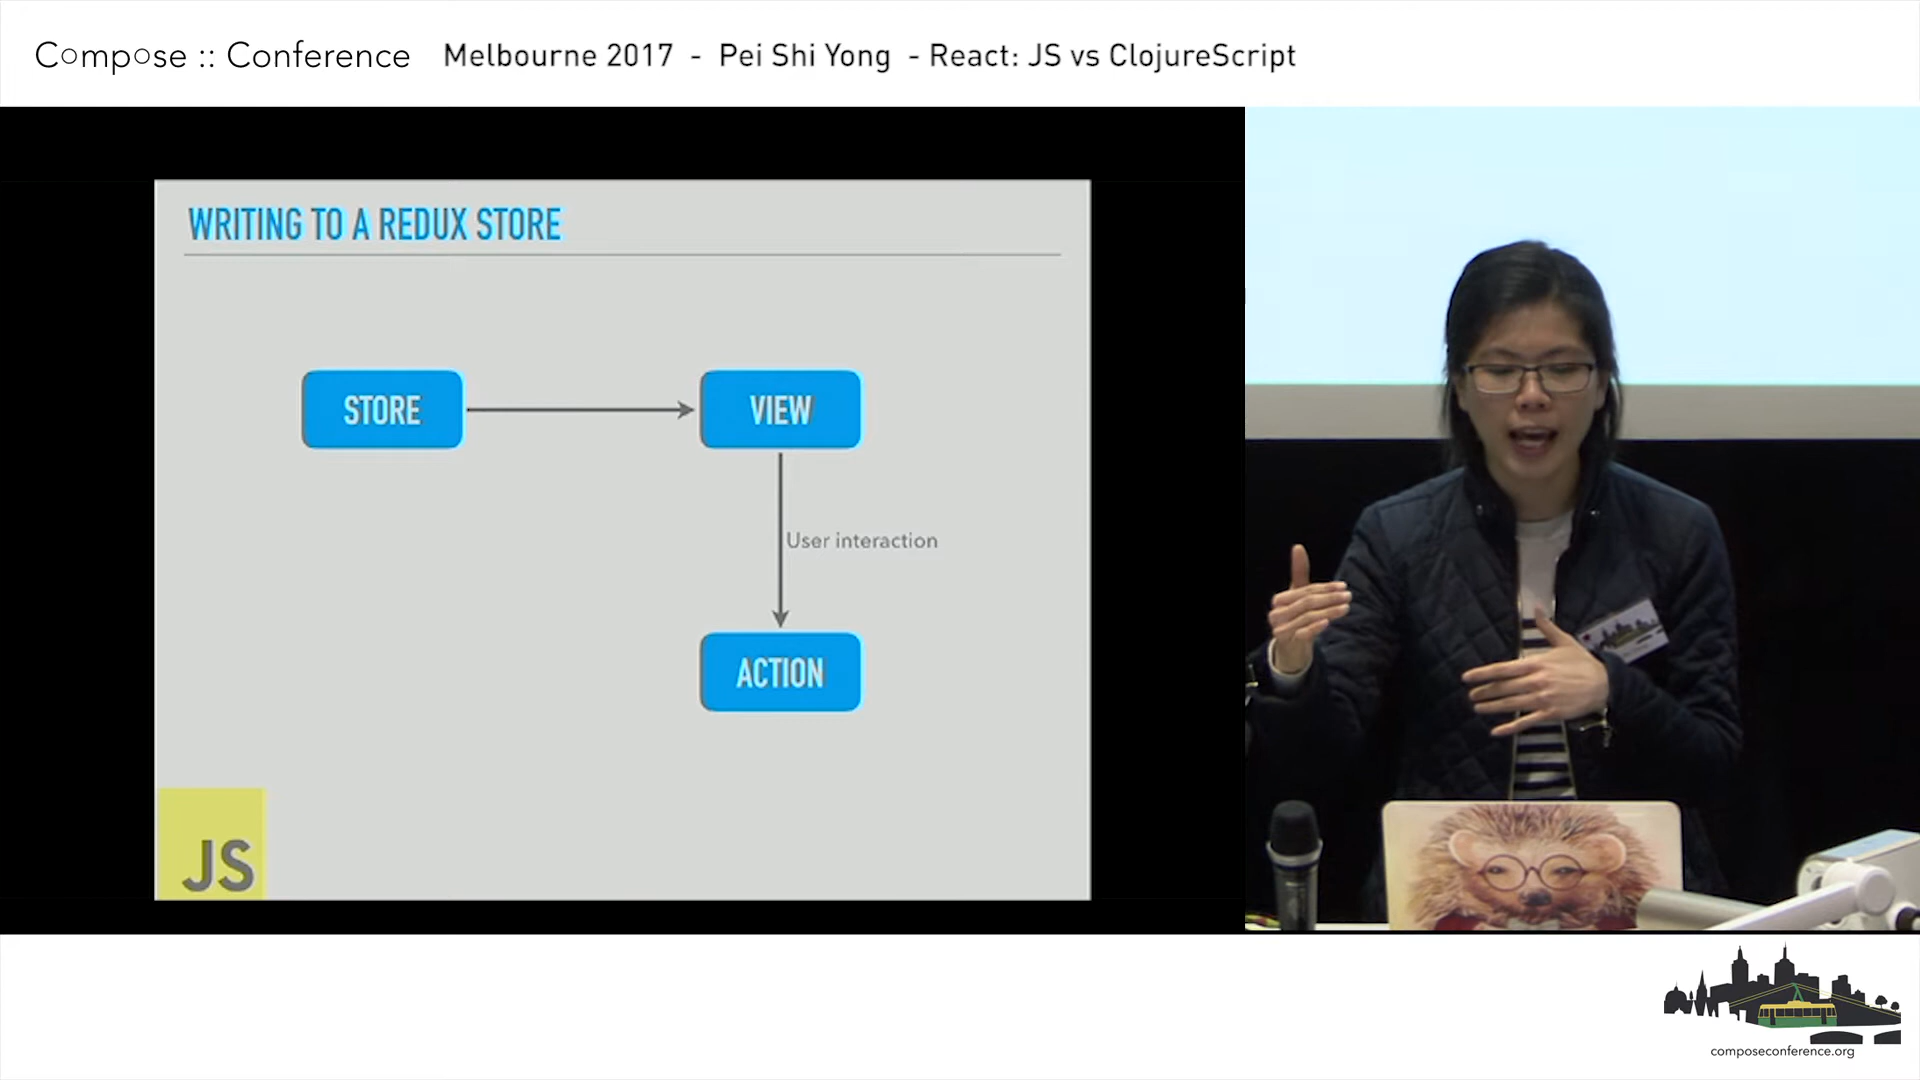 Compose :: Conference Melbourne 2017 - Pei Shi Yong - React: JS vs ClojureScript
WRITING TO A REDUX STORE
STORE
VIEW
User interaction
ACTION
JS
composeconference.org